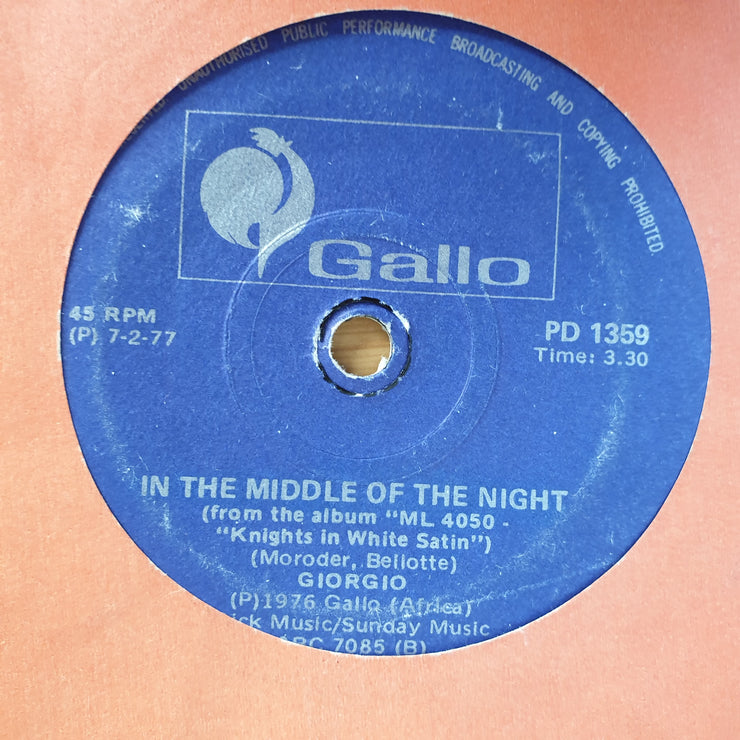 UNAUTHORISED PUBLIC PERFORMANCE BROADCASTING AND COPYING PROHIBITED.
Gallo
45 RPM
(P) 7-2-77
PD 1359
Time: 3.30
IN THE MIDDLE OF THE NIGHT
(from the album "ML 4050 -
"Knights in White Satin")
(Moroder, Bellotte)
GIORGIO
(P)1976 Gallo (Africa)
ick Music/Sunday Music
7085 (B)